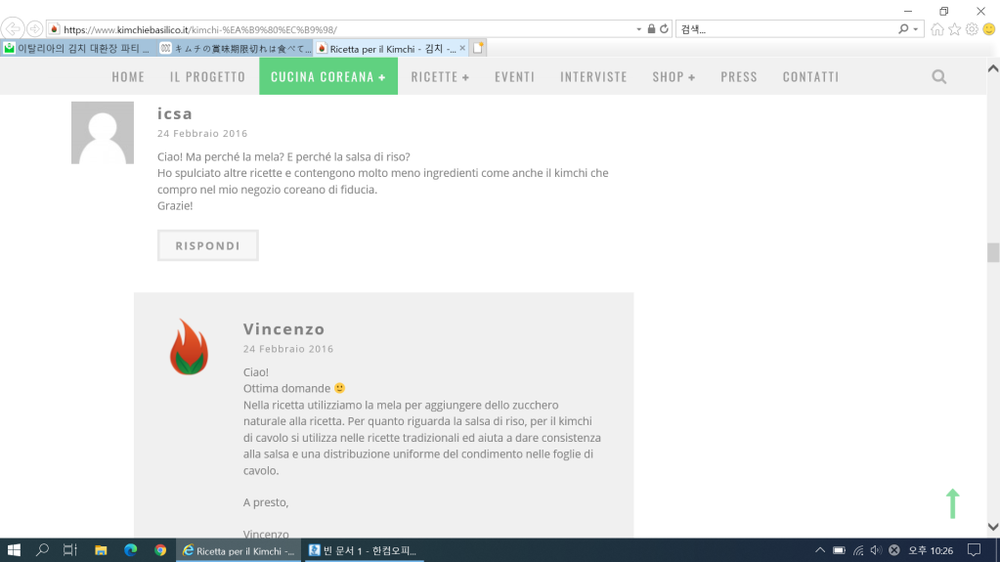 https://www.kimchiebasilico.it/kimchi-%EA%B9%80%EC%B9%98/
검색...
이탈리아의 김치 대환장 파티 ...
キムチの賞味期限切れは食べて...
Ricetta per il Kimchi - 김치 -...
HOME IL PROGETTO CUCINA COREANA + RICETTE + EVENTI INTERVISTE SHOP + PRESS CONTATTI
icsa
24 Febbraio 2016
Ciao! Ma perché la mela? E perché la salsa di riso?
Ho spulciato altre ricette e contengono molto meno ingredienti come anche il kimchi che
compro nel mio negozio coreano di fiducia.
Grazie!
RISPONDI
Vincenzo
24 Febbraio 2016
Ciao!
Ottima domande 🙂
Nella ricetta utilizziamo la mela per aggiungere dello zucchero
naturale alla ricetta. Per quanto riguarda la salsa di riso, per il kimchi
di cavolo si utilizza nelle ricette tradizionali ed aiuta a dare consistenza
alla salsa e una distribuzione uniforme del condimento nelle foglie di
cavolo.
A presto,
Vincenzo
Ricetta per il Kimchi -...
빈 문서 1 - 한컴오피...
오후 10:26